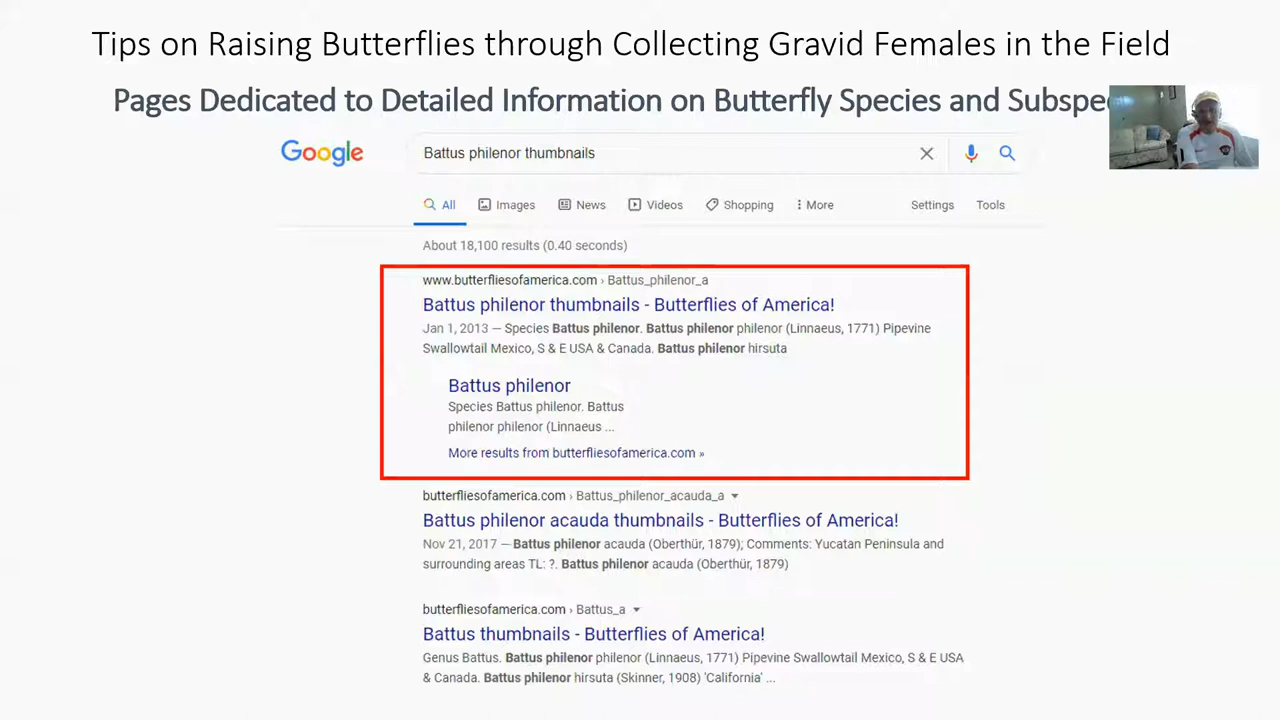 Tips on Raising Butterflies through Collecting Gravid Females in the Field
Pages Dedicated to Detailed Information on Butterfly Species and
Google
Battus philenor thumbnails
All Images News Videos Shopping More Settings Tools
About 18,100 results (0.40 seconds)
www.butterfliesofamerica.com › Battus_philenor_a
Battus philenor thumbnails - Butterflies of America!
Jan 1, 2013 — Species Battus philenor. Battus philenor philenor (Linnaeus, 1771) Pipevine
Swallowtail Mexico, S & E USA & Canada. Battus philenor hirsuta
Battus philenor
Species Battus philenor. Battus
philenor philenor (Linnaeus ...
More results from butterfliesofamerica.com »
butterfliesofamerica.com › Battus_philenor_acauda_a
Battus philenor acauda thumbnails - Butterflies of America!
Nov 21, 2017 — Battus philenor acauda (Oberthür, 1879); Comments: Yucatan Peninsula and
surrounding areas TL: ?. Battus philenor acauda (Oberthür, 1879)
butterfliesofamerica.com › Battus_a
Battus thumbnails - Butterflies of America!
Genus Battus. Battus philenor philenor (Linnaeus, 1771) Pipevine Swallowtail Mexico, S & E USA
& Canada. Battus philenor hirsuta (Skinner, 1908) 'California' ...